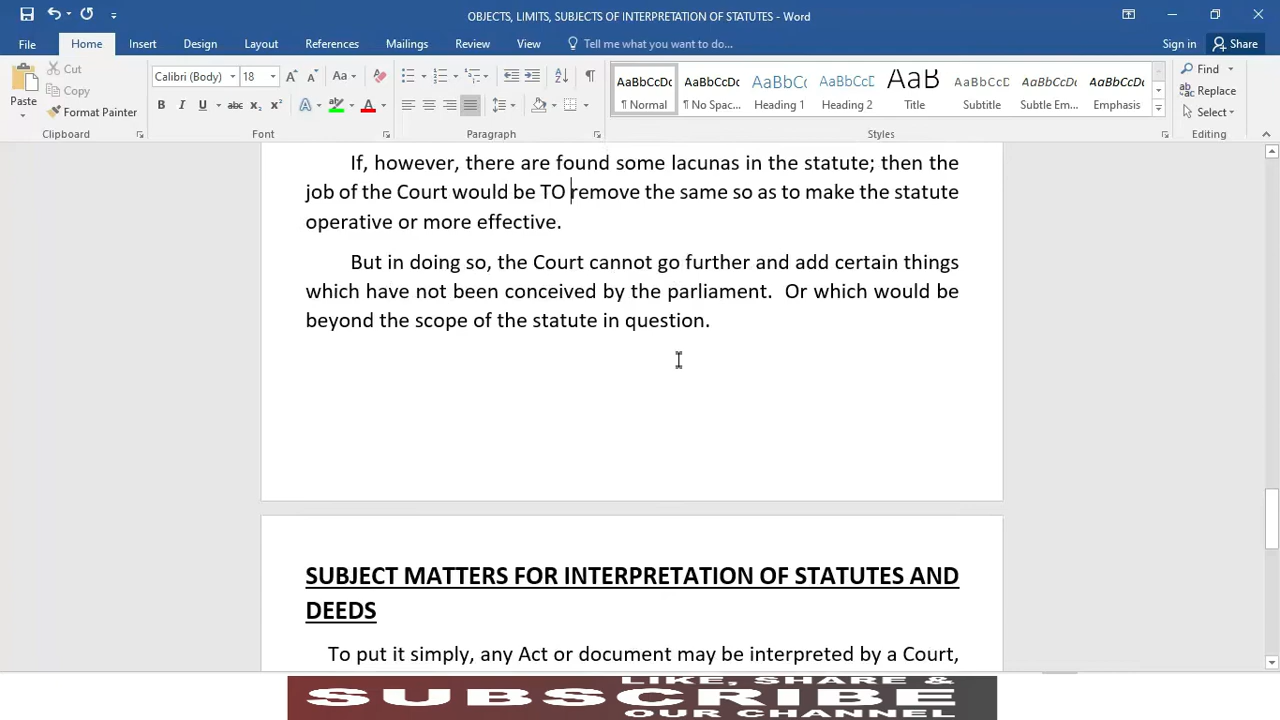 OBJECTS, LIMITS, SUBJECTS OF INTERPRETATION OF STATUTES - Word
File Home Insert Design Layout References Mailings Review View Tell me what you want to do... Sign in Share
Paste
Cut
Copy
Format Painter
Clipboard
Calibri (Body) 18 Aa
B I U abc x₂ x² A A
Font
Paragraph
AaBbCcDc AaBbCcDc AaBbC( AaBbCcC AaB AaBbCcD AaBbCcDc AaBbCcDc
¶ Normal ¶ No Spac... Heading 1 Heading 2 Title Subtitle Subtle Em... Emphasis
Styles
Find
Replace
Select
Editing
If, however, there are found some lacunas in the statute; then the
job of the Court would be TO remove the same so as to make the statute
operative or more effective.
But in doing so, the Court cannot go further and add certain things
which have not been conceived by the parliament. Or which would be
beyond the scope of the statute in question.
SUBJECT MATTERS FOR INTERPRETATION OF STATUTES AND
DEEDS
To put it simply, any Act or document may be interpreted by a Court,
LIKE, SHARE &
SUBSCRIBE
OUR CHANNEL